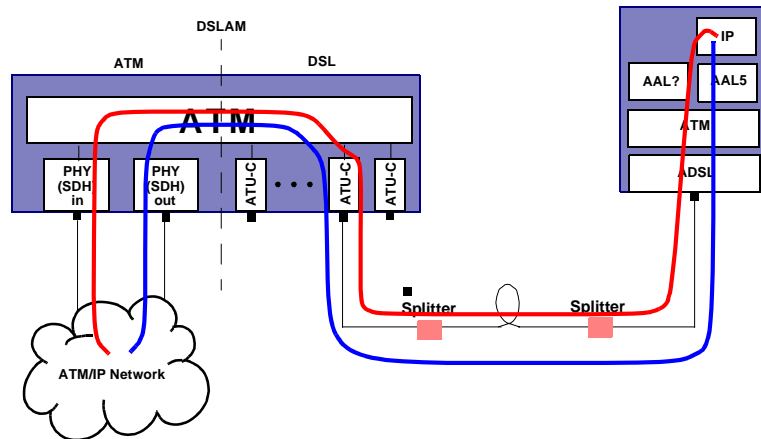 DSLAM
ATM
DSL
ATM
PHY
(SDH)
in
PHY
(SDH)
out
ATU-C
ATU-C
ATU-C
IP
AAL?
AAL5
ATM
ADSL
Splitter
Splitter
ATM/IP Network